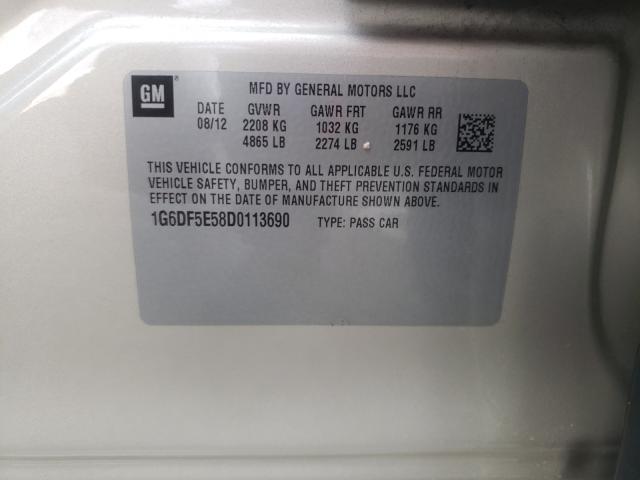 GM
MFD BY GENERAL MOTORS LLC
DATE GVWR GAWR FRT GAWR RR
08/12 2208 KG 1032 KG 1176 KG
4865 LB 2274 LB 2591 LB
THIS VEHICLE CONFORMS TO ALL APPLICABLE U.S. FEDERAL MOTOR
VEHICLE SAFETY, BUMPER, AND THEFT PREVENTION STANDARDS IN
EFFECT ON THE DATE OF MANUFACTURE SHOWN ABOVE.
1G6DF5E58D0113690 TYPE: PASS CAR